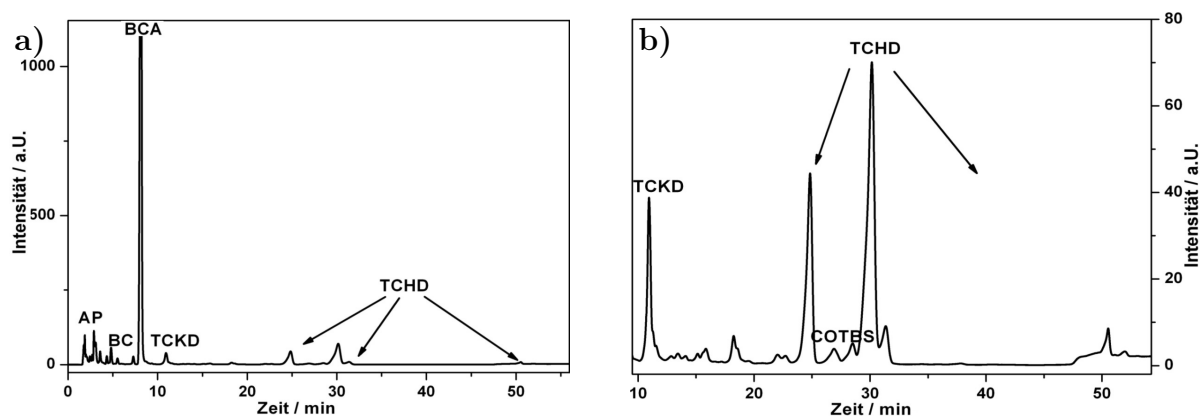 a)
BCA
1000
500
0
Intensität / a.U.
AP
BC
TCKD
TCHD
0 10 20 30 40 50
Zeit / min
b)
TCHD
TCKD
COTBS
80
60
40
20
0
Intensität / a.U.
10 20 30 40 50
Zeit / min